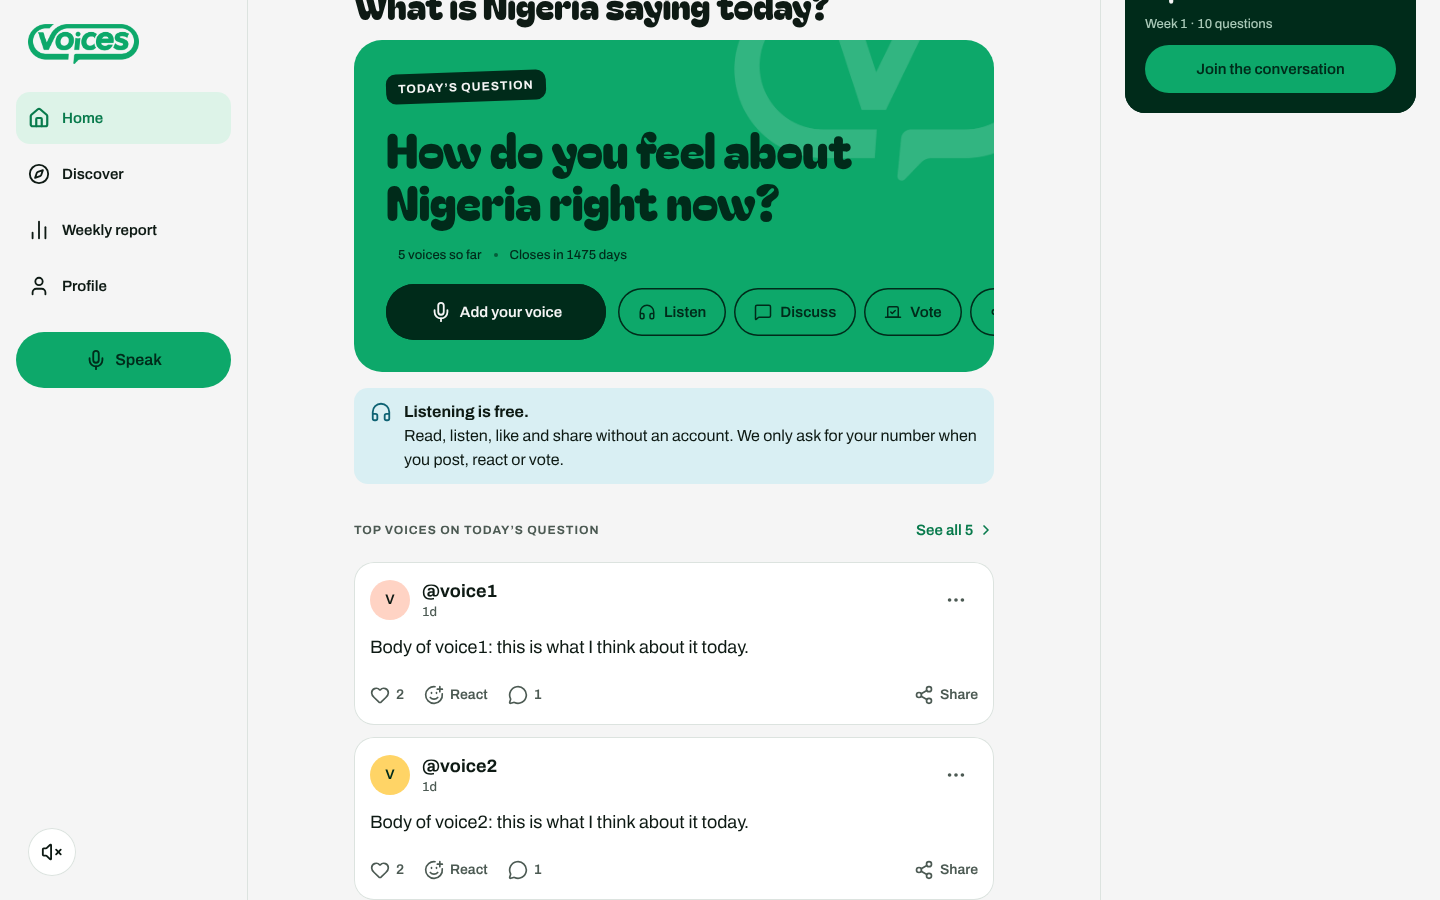 voices
Home
Discover
Weekly report
Profile
Speak
What is Nigeria saying today?
TODAY’S QUESTION
How do you feel about
Nigeria right now?
5 voices so far • Closes in 1475 days
Add your voice
Listen
Discuss
Vote
Listening is free.
Read, listen, like and share without an account. We only ask for your number when
you post, react or vote.
TOP VOICES ON TODAY’S QUESTION
See all 5
V
@voice1
1d
Body of voice1: this is what I think about it today.
2
React
1
Share
V
@voice2
1d
Body of voice2: this is what I think about it today.
2
React
1
Share
Week 1 · 10 questions
Join the conversation